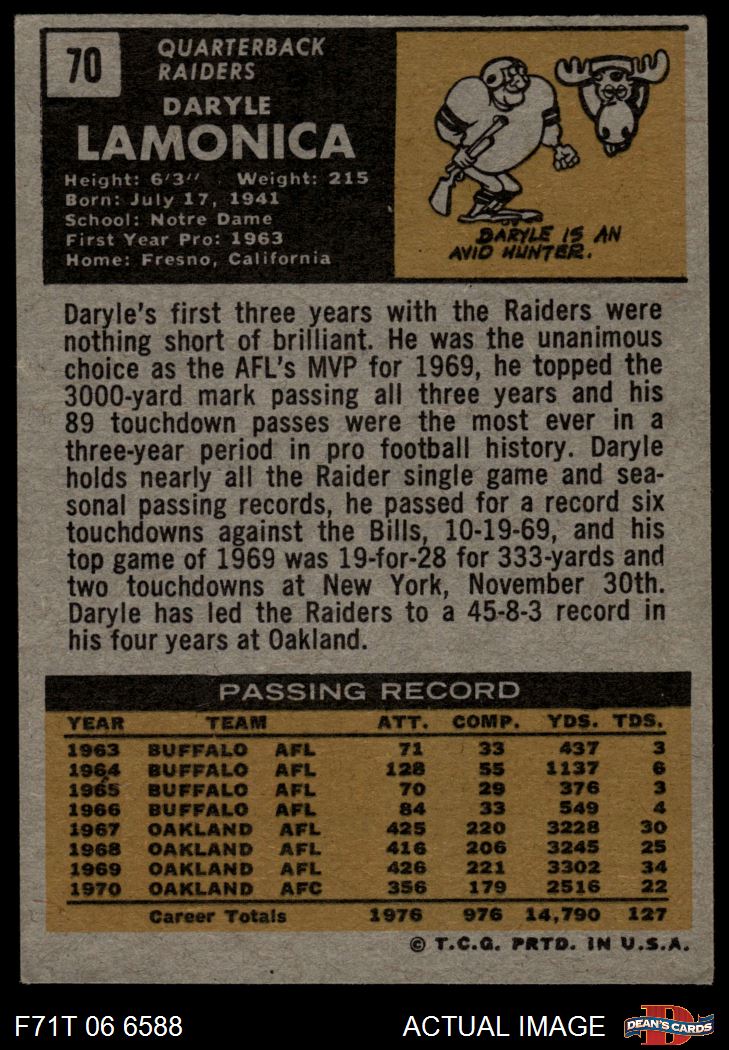 70
QUARTERBACK
RAIDERS
DARYLE
LAMONICA
Height: 6'3" Weight: 215
Born: July 17, 1941
School: Notre Dame
First Year Pro: 1963
Home: Fresno, California
DARYLE IS AN
AVID HUNTER.
Daryle's first three years with the Raiders were
nothing short of brilliant. He was the unanimous
choice as the AFL's MVP for 1969, he topped the
3000-yard mark passing all three years and his
89 touchdown passes were the most ever in a
three-year period in pro football history. Daryle
holds nearly all the Raider single game and sea-
sonal passing records, he passed for a record six
touchdowns against the Bills, 10-19-69, and his
top game of 1969 was 19-for-28 for 333-yards and
two touchdowns at New York, November 30th.
Daryle has led the Raiders to a 45-8-3 record in
his four years at Oakland.
PASSING RECORD
YEAR TEAM ATT. COMP. YDS. TDS.
1963 BUFFALO AFL 71 33 437 3
1964 BUFFALO AFL 128 55 1137 6
1965 BUFFALO AFL 70 29 376 3
1966 BUFFALO AFL 84 33 549 4
1967 OAKLAND AFL 425 220 3228 30
1968 OAKLAND AFL 416 206 3245 25
1969 OAKLAND AFL 426 221 3302 34
1970 OAKLAND AFC 356 179 2516 22
Career Totals 1976 976 14,790 127
© T.C.G. PRTD. IN U.S.A.
F71T 06 6588 ACTUAL IMAGE D DEAN'S CARDS